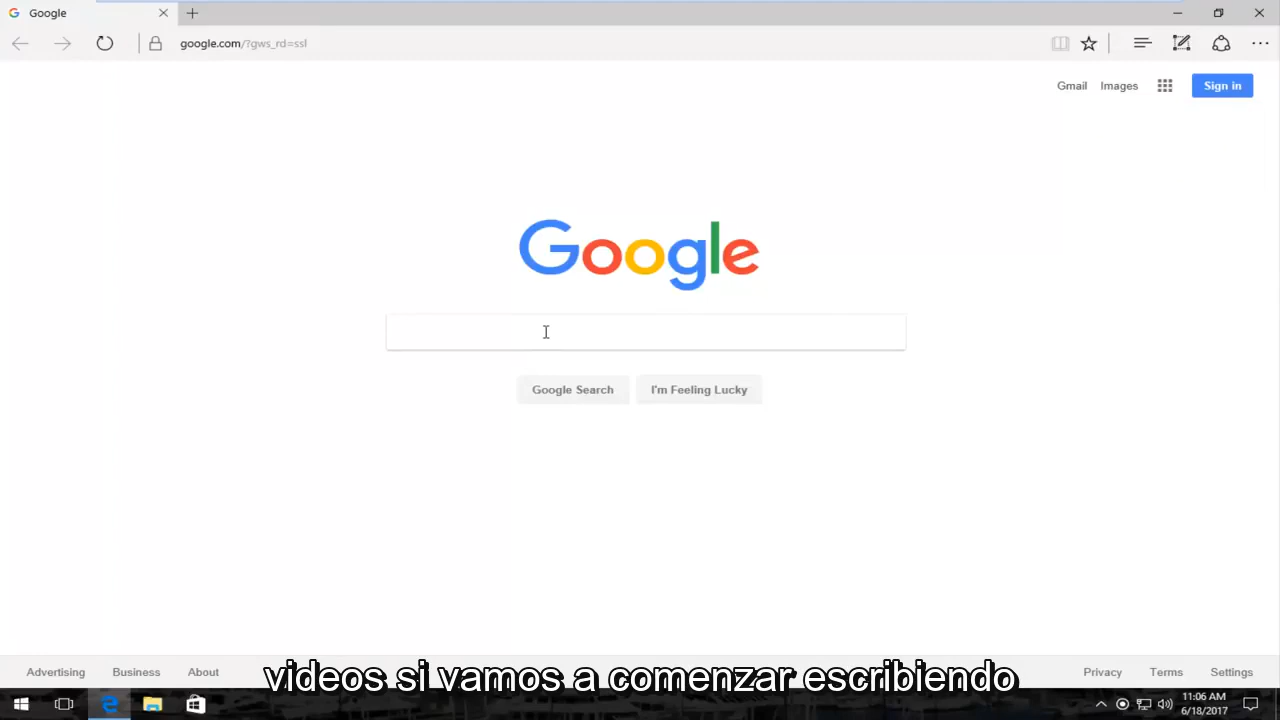 Google
google.com/?gws_rd=ssl
Gmail Images Sign in
Google
Google Search I'm Feeling Lucky
Advertising Business About Privacy Terms Settings
videos si vamos a comenzar escribiendo
11:06 AM
6/18/2017